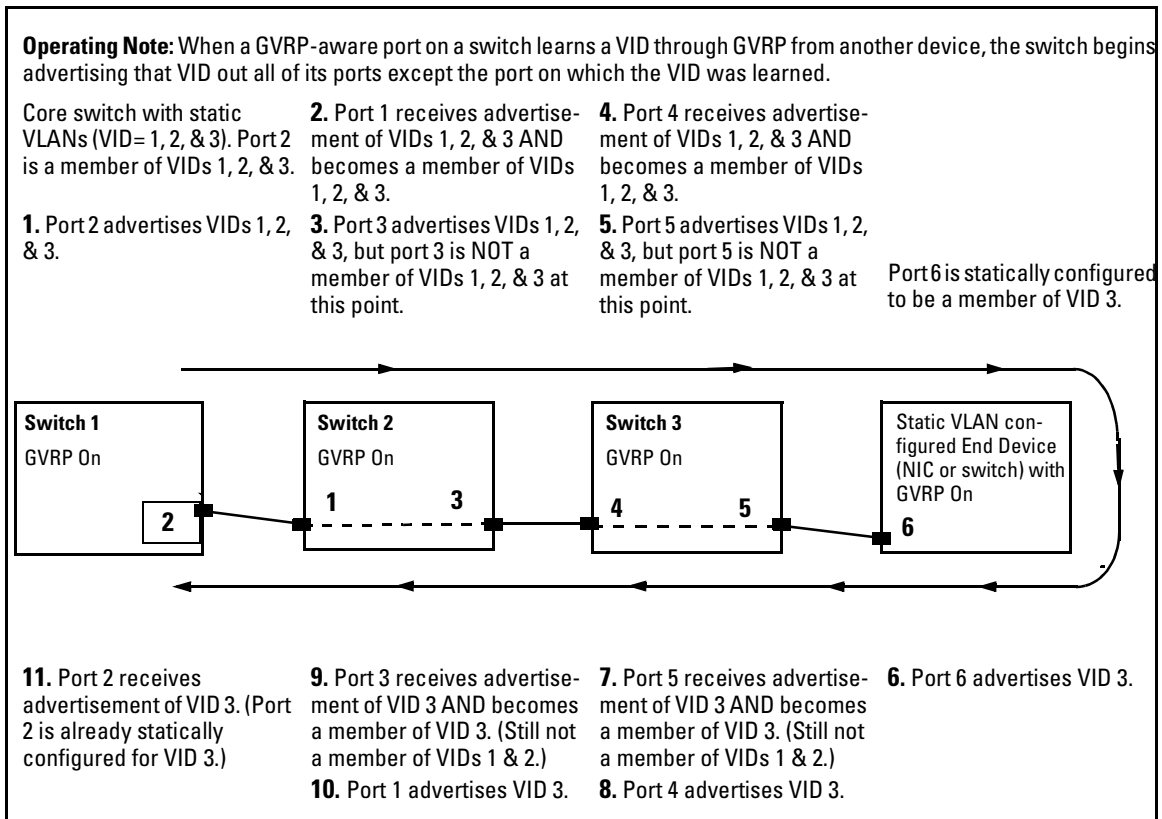 Operating Note: When a GVRP-aware port on a switch learns a VID through GVRP from another device, the switch begins
advertising that VID out all of its ports except the port on which the VID was learned.
Core switch with static
VLANs (VID= 1, 2, & 3). Port 2
is a member of VIDs 1, 2, & 3.
1. Port 2 advertises VIDs 1, 2,
& 3.
2. Port 1 receives advertise-
ment of VIDs 1, 2, & 3 AND
becomes a member of VIDs
1, 2, & 3.
3. Port 3 advertises VIDs 1, 2,
& 3, but port 3 is NOT a
member of VIDs 1, 2, & 3 at
this point.
4. Port 4 receives advertise-
ment of VIDs 1, 2, & 3 AND
becomes a member of VIDs
1, 2, & 3.
5. Port 5 advertises VIDs 1, 2,
& 3, but port 5 is NOT a
member of VIDs 1, 2, & 3 at
this point.
Port 6 is statically configured
to be a member of VID 3.
Switch 1
GVRP On
2
Switch 2
GVRP On
1 3
Switch 3
GVRP On
4 5
Static VLAN con-
figured End Device
(NIC or switch) with
GVRP On
6
11. Port 2 receives
advertisement of VID 3. (Port
2 is already statically
configured for VID 3.)
9. Port 3 receives advertise-
ment of VID 3 AND becomes
a member of VID 3. (Still not
a member of VIDs 1 & 2.)
10. Port 1 advertises VID 3.
7. Port 5 receives advertise-
ment of VID 3 AND becomes
a member of VID 3. (Still not
a member of VIDs 1 & 2.)
8. Port 4 advertises VID 3.
6. Port 6 advertises VID 3.